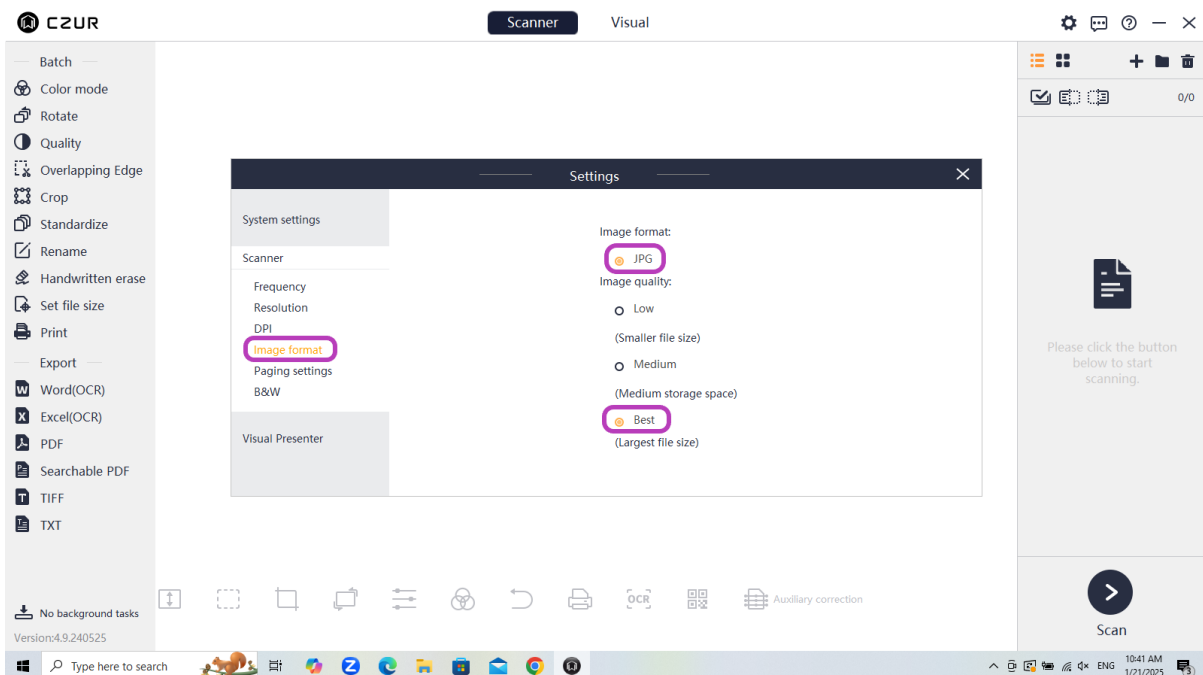 CZUR
Scanner
Visual
Batch
Color mode
Rotate
Quality
Overlapping Edge
Crop
Standardize
Rename
Handwritten erase
Set file size
Print
Export
Word(OCR)
Excel(OCR)
PDF
Searchable PDF
TIFF
TXT
No background tasks
Version:4.9.240525
Settings
System settings
Scanner
Frequency
Resolution
DPI
Image format
Paging settings
B&W
Visual Presenter
Image format:
JPG
Image quality:
Low
(Smaller file size)
Medium
(Medium storage space)
Best
(Largest file size)
OCR
Auxiliary correction
0/0
Please click the button
below to start
scanning.
Scan
Type here to search
ENG
10:41 AM
1/21/2025